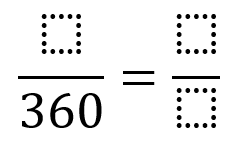 ⬚/360 = ⬚/⬚